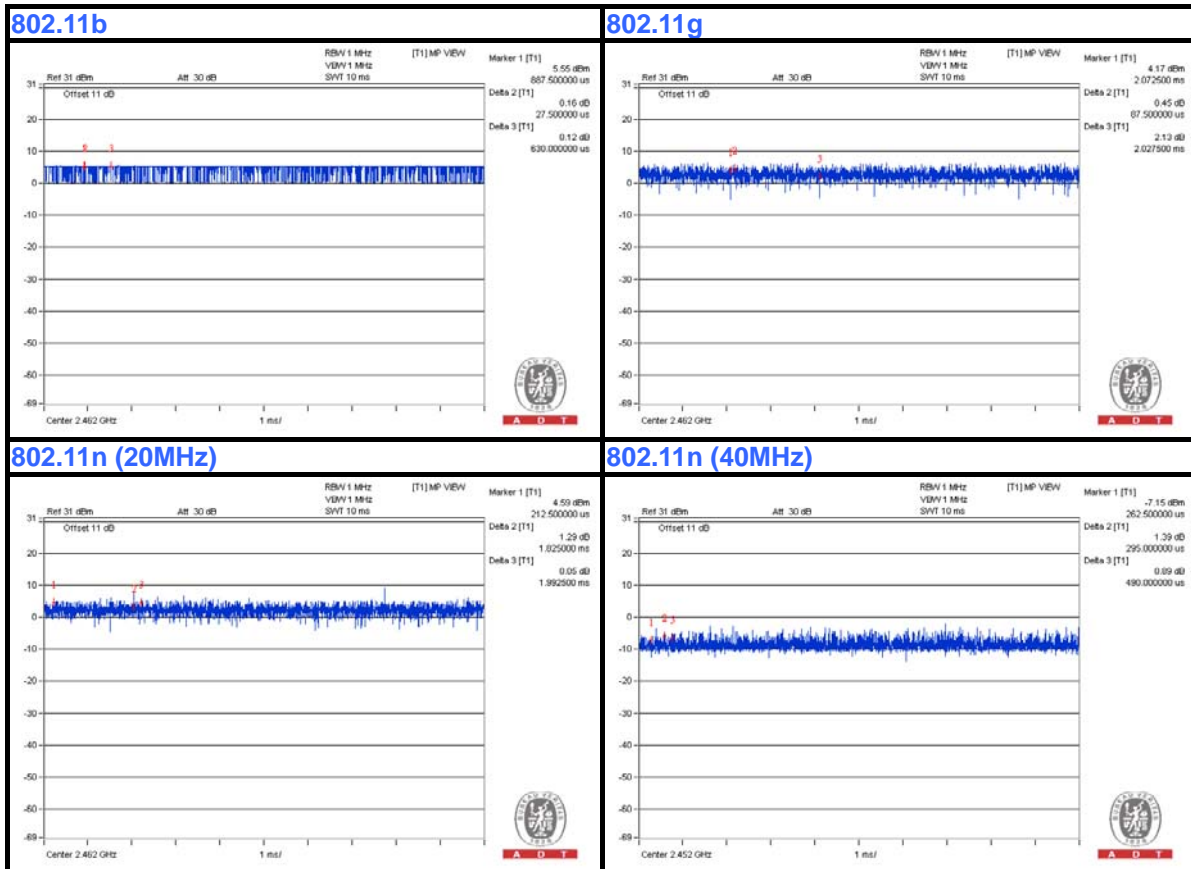 802.11b
RBW 1 MHz [T1] MP VIEW
VBW 1 MHz
Ref 31 dBm Att 30 dB SWT 10 ms
Marker 1 [T1]
5.55 dBm
887.500000 us
Delta 2 [T1]
0.16 dB
27.500000 us
Delta 3 [T1]
0.12 dB
630.000000 us
31
Offset 11 dB
20
10
0
-10
-20
-30
-40
-50
-60
-69
Center 2.462 GHz 1 ms/
BUREAU VERITAS
1828
A D T
802.11g
RBW 1 MHz [T1] MP VIEW
VBW 1 MHz
Ref 31 dBm Att 30 dB SWT 10 ms
Marker 1 [T1]
4.17 dBm
2.072500 ms
Delta 2 [T1]
0.45 dB
87.500000 us
Delta 3 [T1]
2.13 dB
2.027500 ms
31
Offset 11 dB
20
10
0
-10
-20
-30
-40
-50
-60
-69
Center 2.462 GHz 1 ms/
BUREAU VERITAS
1828
A D T
802.11n (20MHz)
RBW 1 MHz [T1] MP VIEW
VBW 1 MHz
Ref 31 dBm Att 30 dB SWT 10 ms
Marker 1 [T1]
4.59 dBm
212.500000 us
Delta 2 [T1]
1.29 dB
1.825000 ms
Delta 3 [T1]
0.05 dB
1.992500 ms
31
Offset 11 dB
20
10
0
-10
-20
-30
-40
-50
-60
-69
Center 2.462 GHz 1 ms/
BUREAU VERITAS
1828
A D T
802.11n (40MHz)
RBW 1 MHz [T1] MP VIEW
VBW 1 MHz
Ref 31 dBm Att 30 dB SWT 10 ms
Marker 1 [T1]
-7.15 dBm
262.500000 us
Delta 2 [T1]
1.39 dB
295.000000 us
Delta 3 [T1]
0.89 dB
490.000000 us
31
Offset 11 dB
20
10
0
-10
-20
-30
-40
-50
-60
-69
Center 2.452 GHz 1 ms/
BUREAU VERITAS
1828
A D T